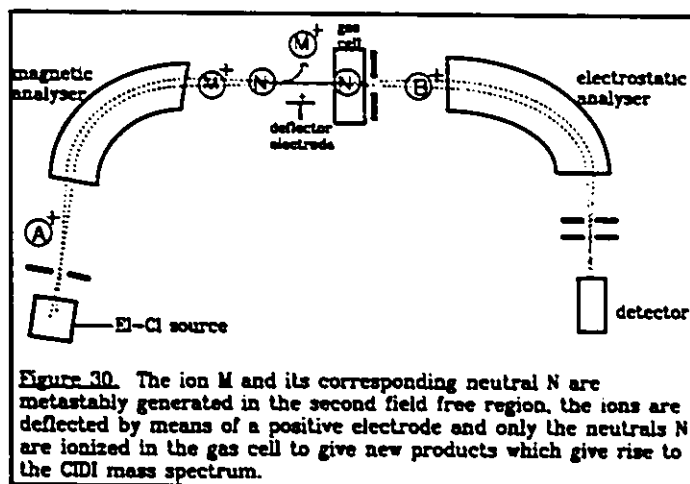 gas
cell
M+
magnetic
analyser
M+
N
N
B+
electrostatic
analyser
+
deflector
electrode
A+
EI-CI source
detector
Figure 30. The ion M and its corresponding neutral N are
metastably generated in the second field free region, the ions are
deflected by means of a positive electrode and only the neutrals N
are ionized in the gas cell to give new products which give rise to
the CIDI mass spectrum.